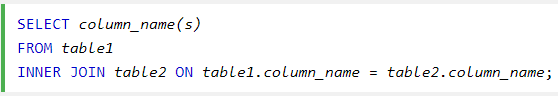 SELECT column_name(s)
FROM table1
INNER JOIN table2 ON table1.column_name = table2.column_name;